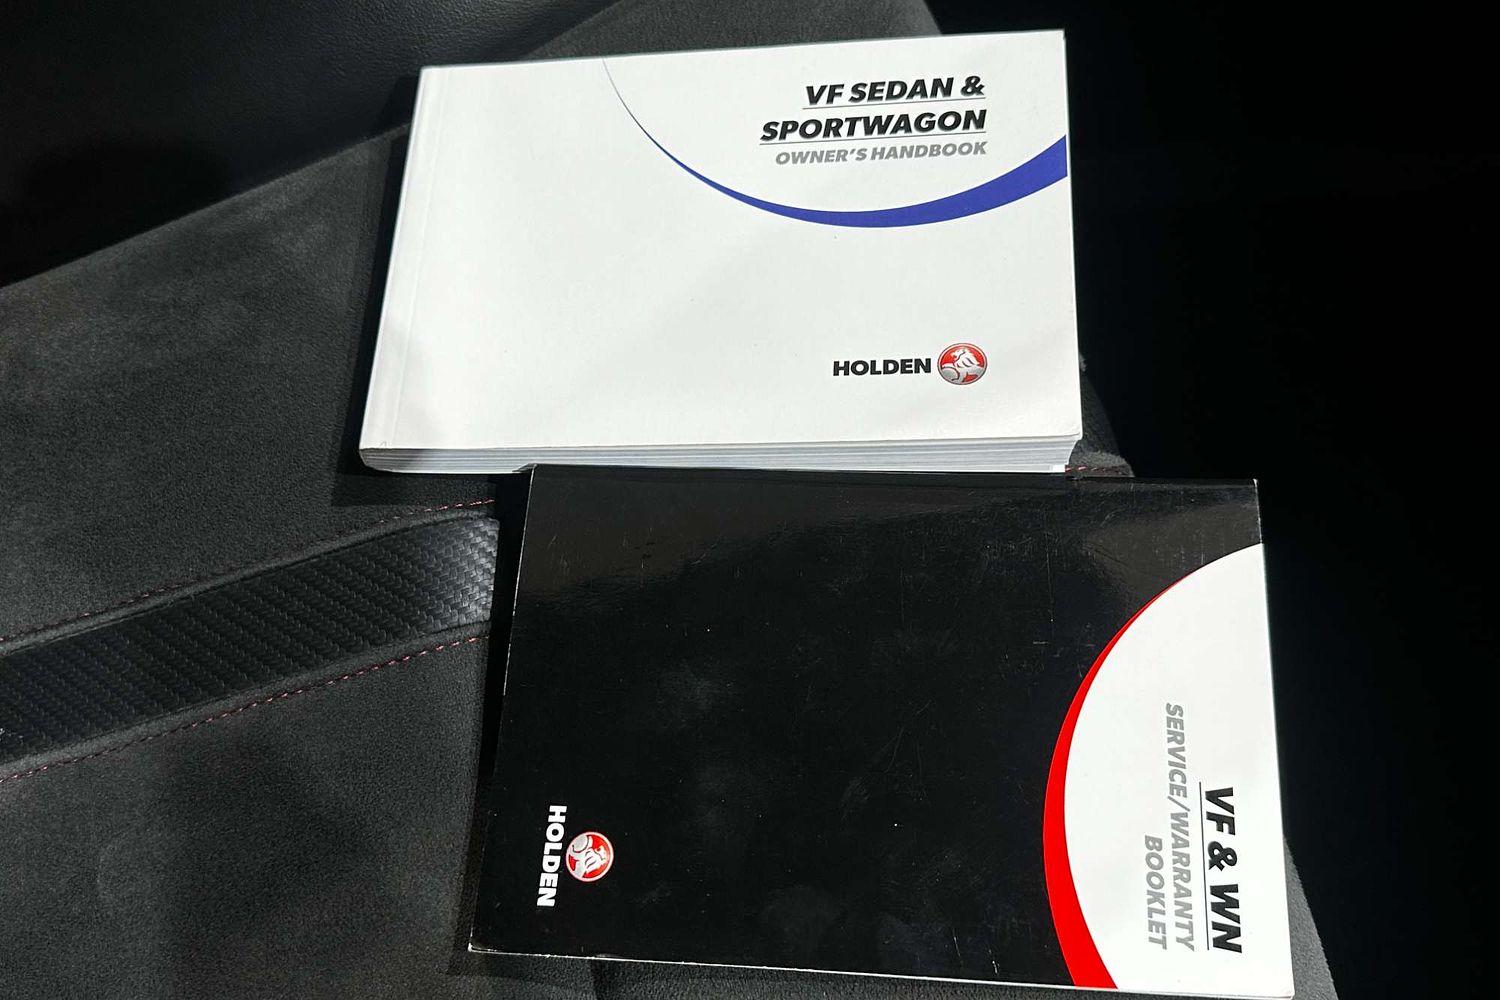 VF SEDAN &
SPORTWAGON
OWNER'S HANDBOOK
HOLDEN
VF & WN
SERVICE/WARRANTY
BOOKLET
HOLDEN